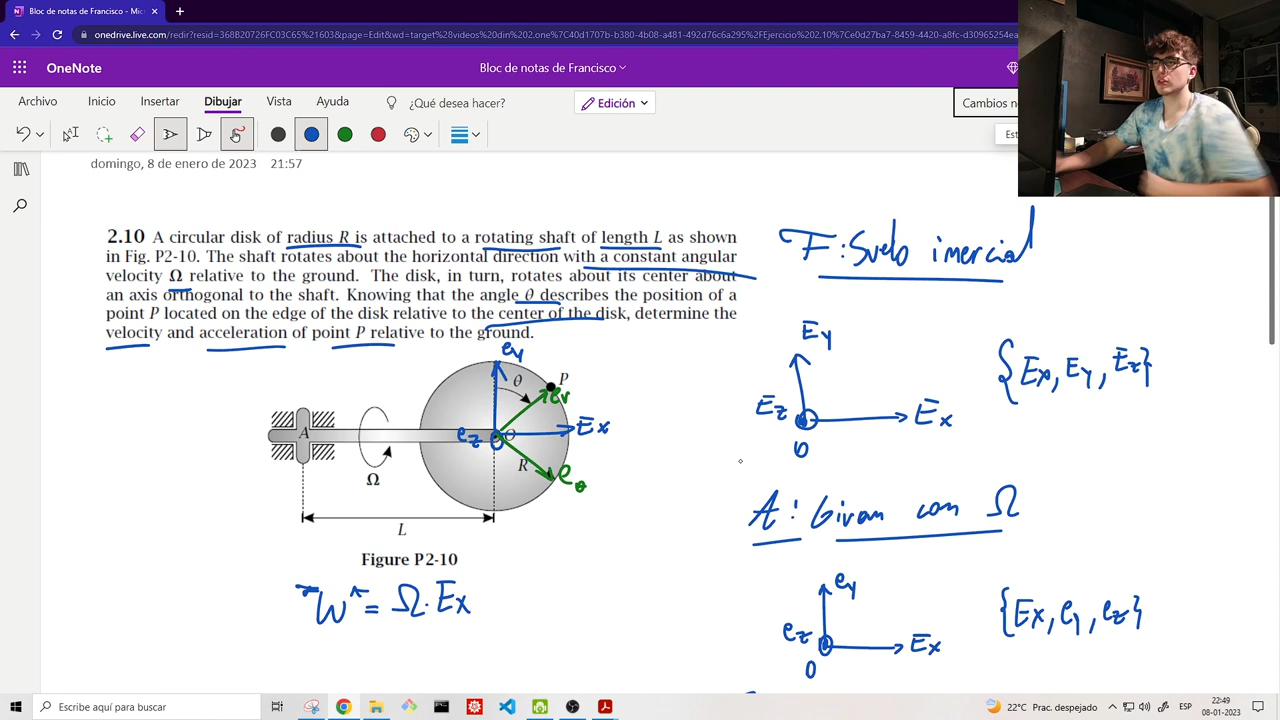 Bloc de notas de Francisco - Mic
onedrive.live.com/redir?resid=368B20726FC03C65%21603&page=Edit&wd=target%28videos%20din%202.one%7C40d1707b-b380-4b08-a481-492d76c6a295%2FEjercicio%202.10%7Ce0d27ba7-8459-4420-a8fc-d30965254ea
OneNote
Bloc de notas de Francisco
Archivo Inicio Insertar Dibujar Vista Ayuda ¿Qué desea hacer? Edición Cambios n
Est
domingo, 8 de enero de 2023 21:57
2.10 A circular disk of radius R is attached to a rotating shaft of length L as shown
in Fig. P2-10. The shaft rotates about the horizontal direction with a constant angular
velocity Ω relative to the ground. The disk, in turn, rotates about its center about
an axis orthogonal to the shaft. Knowing that the angle θ describes the position of a
point P located on the edge of the disk relative to the center of the disk, determine the
velocity and acceleration of point P relative to the ground.
F: Suelo inercial
Ey
Ez
Ex
O
{Ex, Ey, Ez}
ey
θ
P
er
A
ez
O
Ex
R
eθ
Ω
L
Figure P2-10
W = Ω·Ex
A: Giran con Ω
ey
ez
Ex
O
{Ex, ey, ez}
Escribe aquí para buscar
22°C Prac. despejado
ESP
22:49
08-01-2023